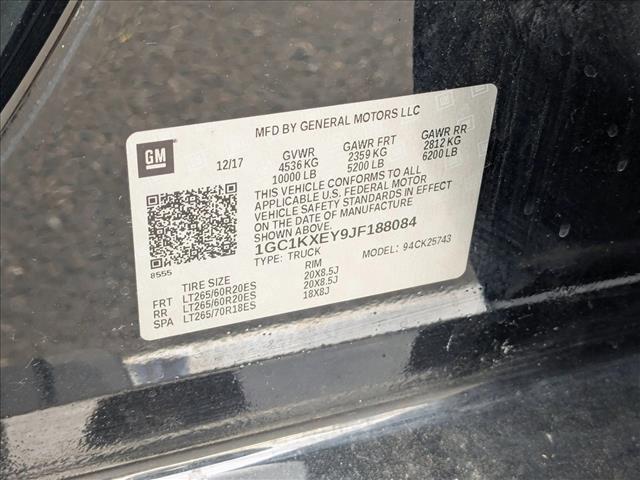 MFD BY GENERAL MOTORS LLC
GM
12/17
GVWR
4536 KG
10000 LB
GAWR FRT
2359 KG
5200 LB
GAWR RR
2812 KG
6200 LB
THIS VEHICLE CONFORMS TO ALL
APPLICABLE U.S. FEDERAL MOTOR
VEHICLE SAFETY STANDARDS IN EFFECT
ON THE DATE OF MANUFACTURE
SHOWN ABOVE.
1GC1KXEY9JF188084
TYPE: TRUCK
MODEL: 94CK25743
8555
TIRE SIZE RIM
FRT LT265/60R20ES 20X8.5J
RR LT265/60R20ES 20X8.5J
SPA LT265/70R18ES 18X8J